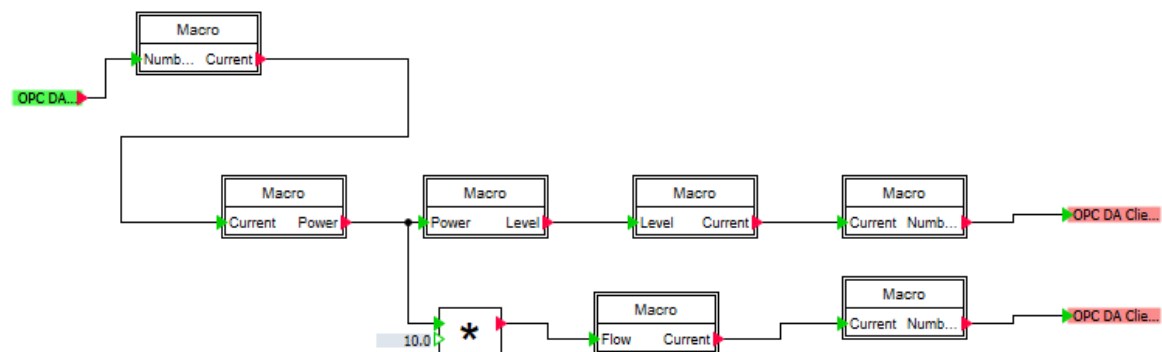 Macro
Numb... Current
OPC DA...
Macro
Current Power
Macro
Power Level
Macro
Level Current
Macro
Current Numb...
OPC DA Clie...
*
10.0
Macro
Flow Current
Macro
Current Numb...
OPC DA Clie...